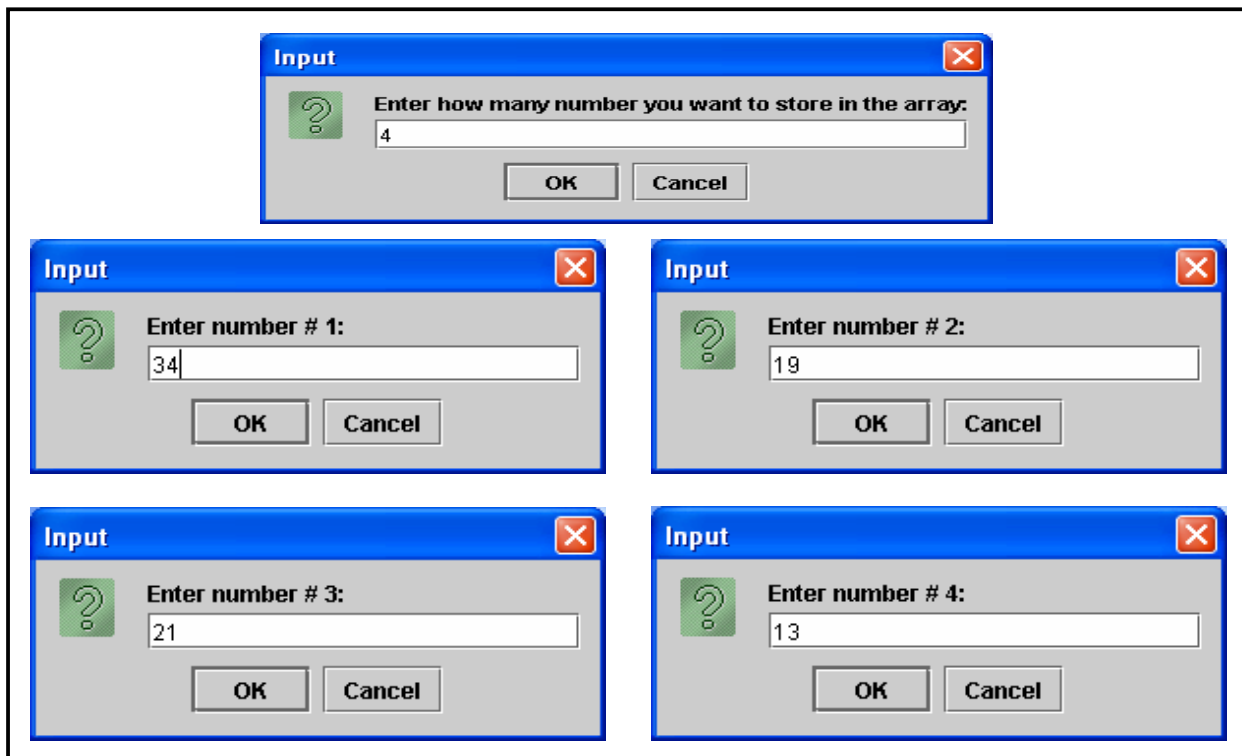 Input
Enter how many number you want to store in the array:
4
OK Cancel
Input
Enter number # 1:
34
OK Cancel
Input
Enter number # 2:
19
OK Cancel
Input
Enter number # 3:
21
OK Cancel
Input
Enter number # 4:
13
OK Cancel